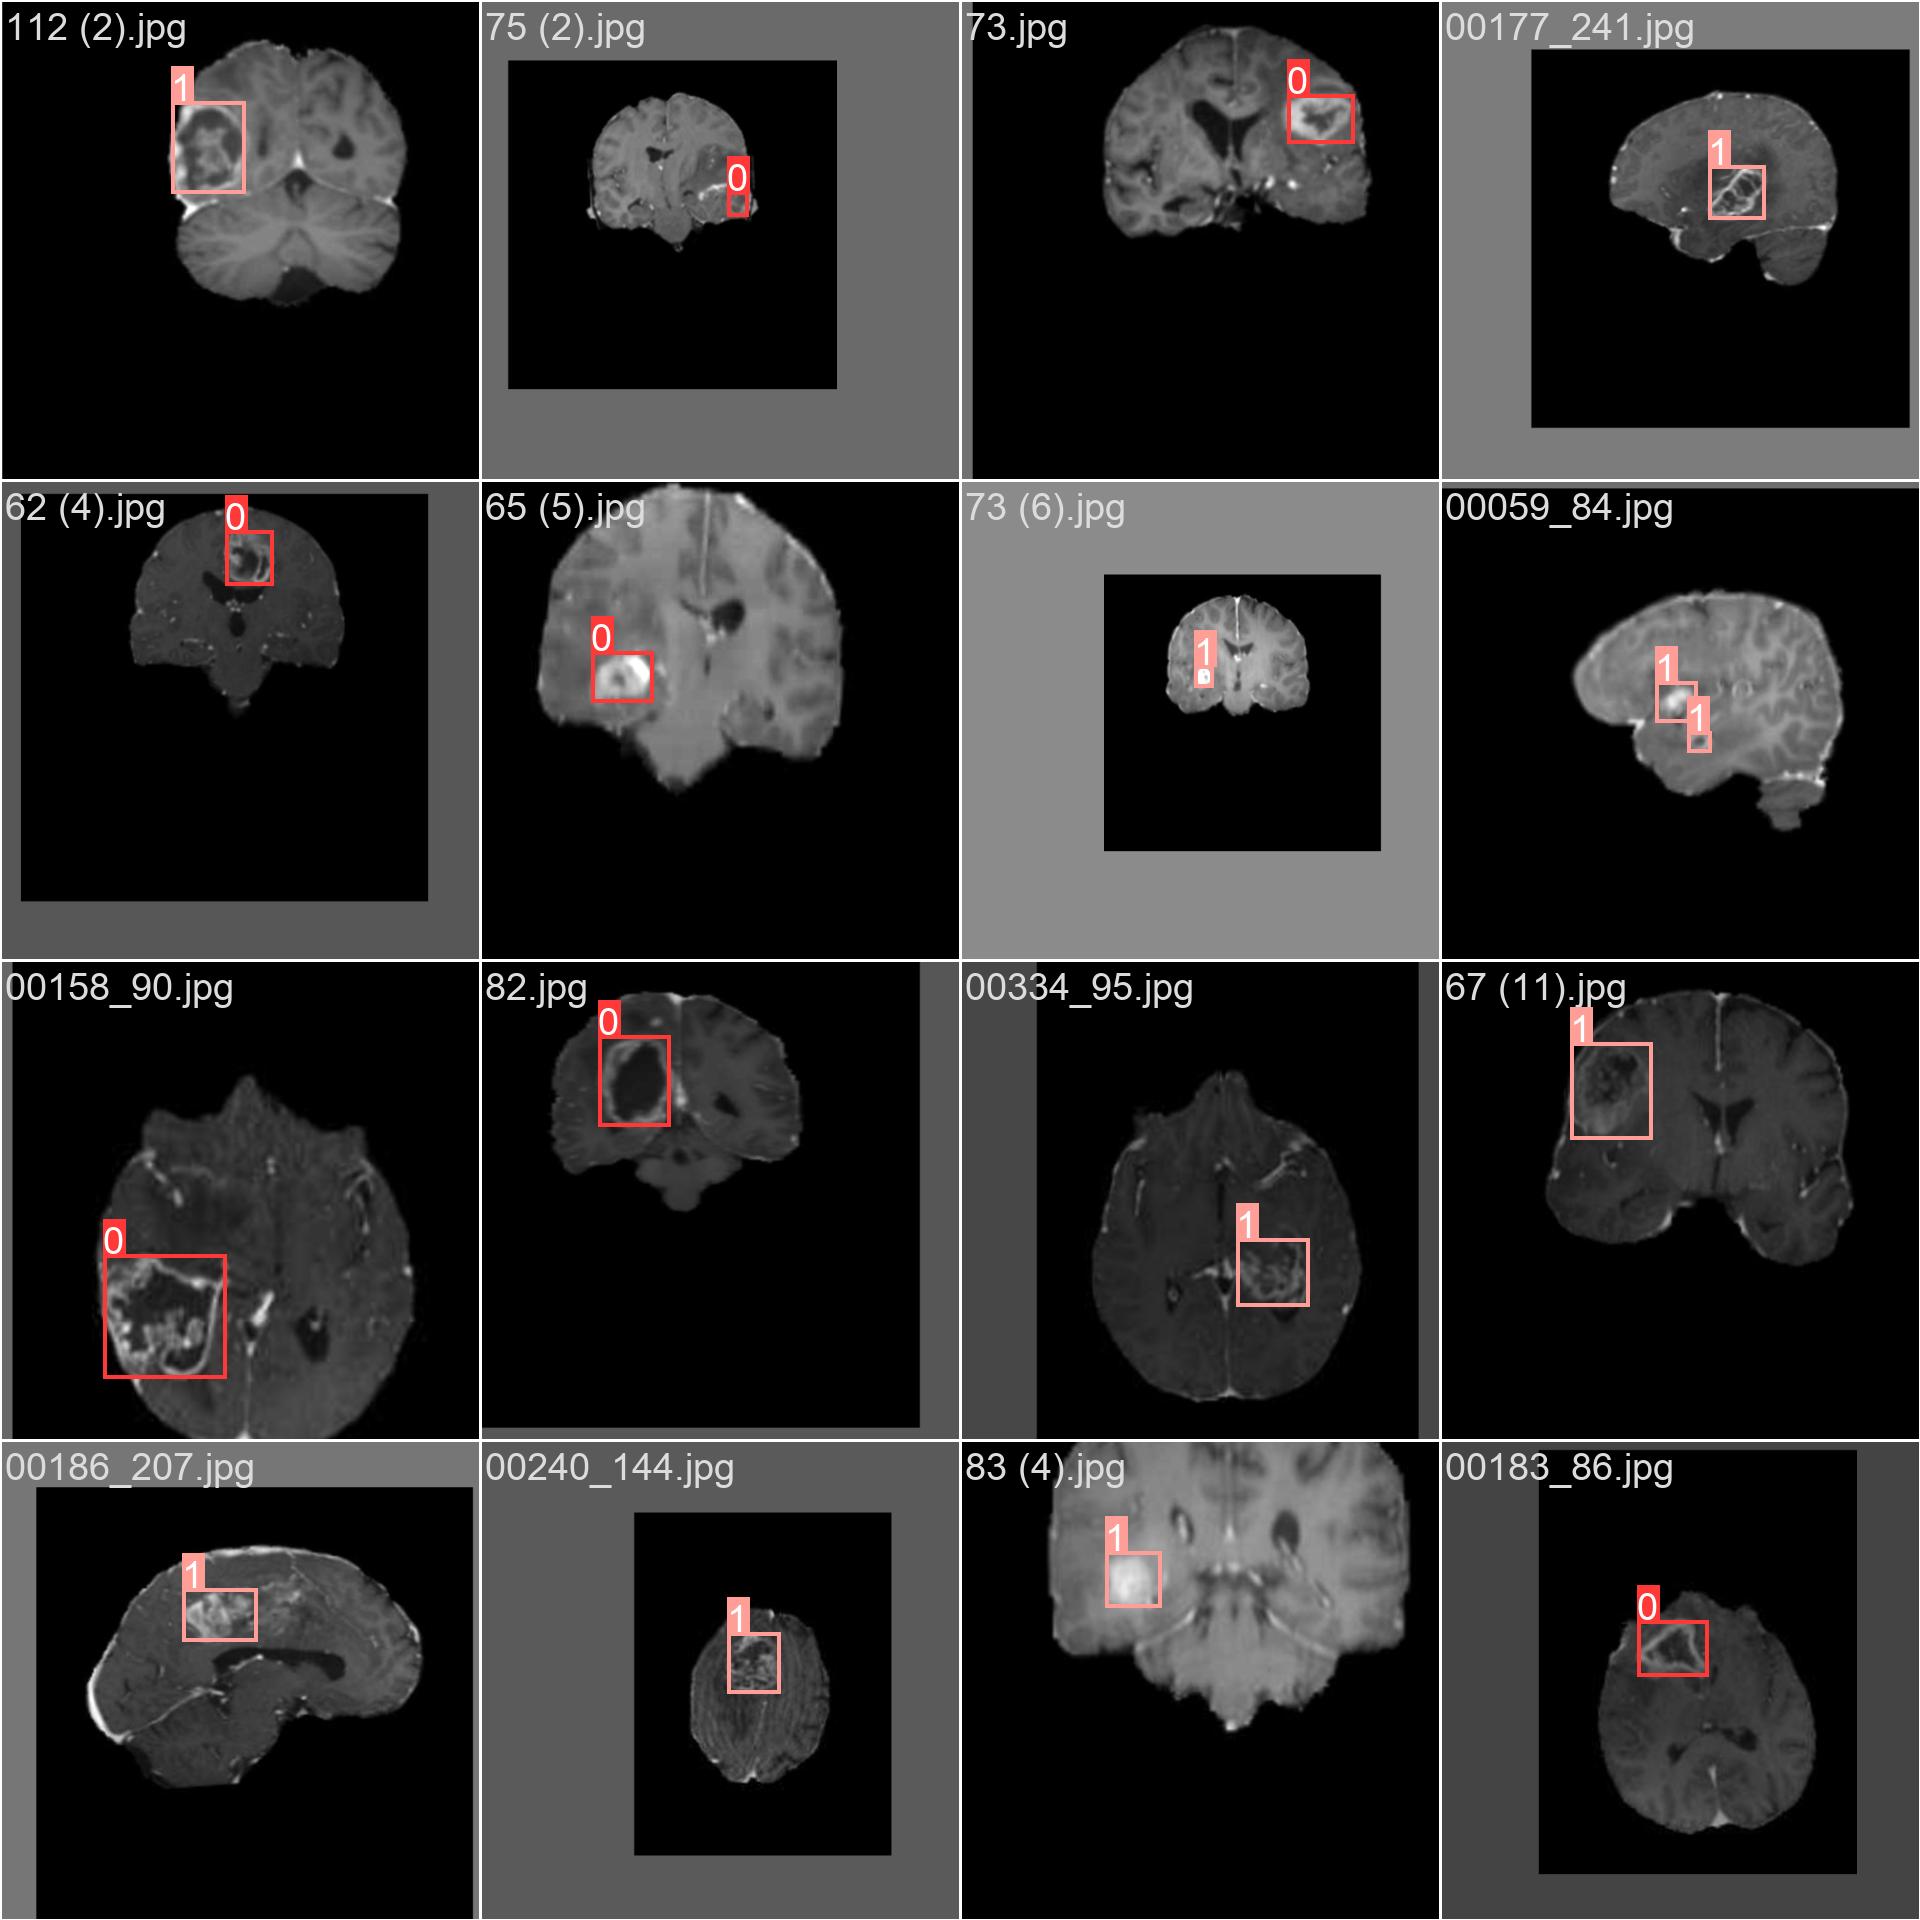 112 (2).jpg
1
75 (2).jpg
0
73.jpg
0
00177_241.jpg
1
62 (4).jpg
0
65 (5).jpg
0
73 (6).jpg
1
00059_84.jpg
1
1
00158_90.jpg
0
82.jpg
0
00334_95.jpg
1
67 (11).jpg
1
00186_207.jpg
1
00240_144.jpg
1
83 (4).jpg
1
00183_86.jpg
0